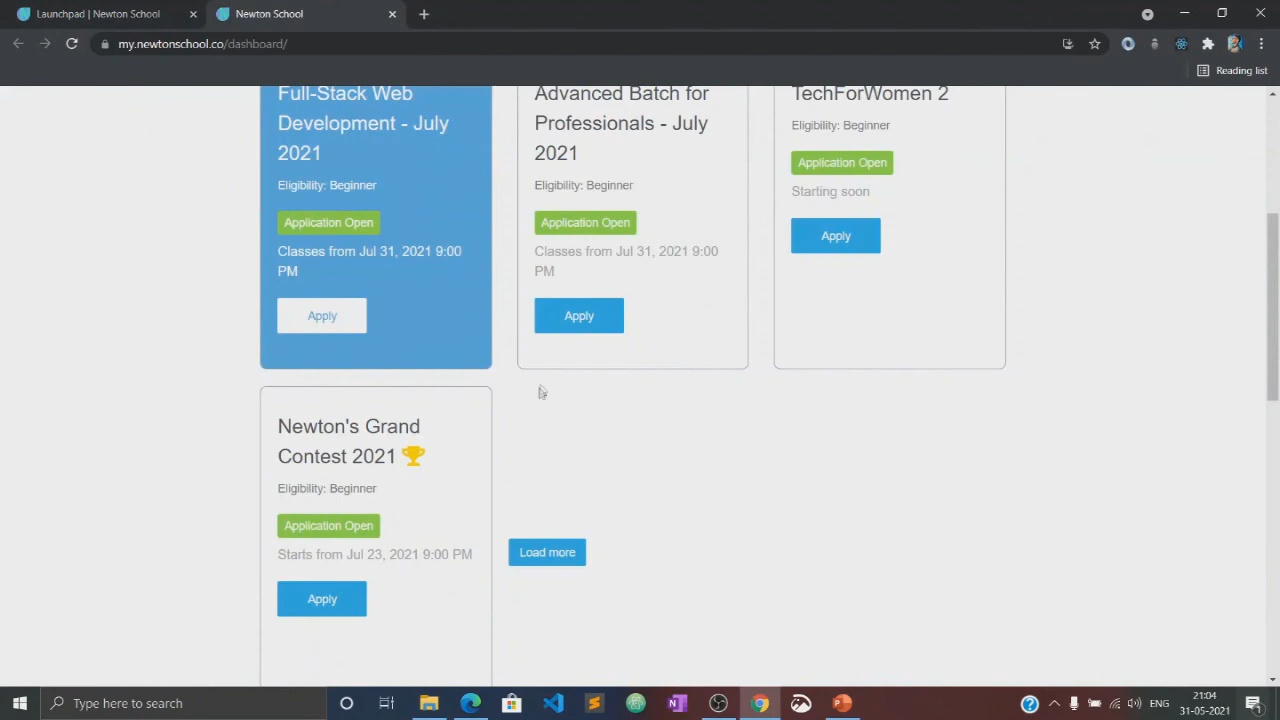 Launchpad | Newton School
Newton School
my.newtonschool.co/dashboard/
Reading list
Full-Stack Web
Development - July
2021
Eligibility: Beginner
Application Open
Classes from Jul 31, 2021 9:00
PM
Apply
Advanced Batch for
Professionals - July
2021
Eligibility: Beginner
Application Open
Classes from Jul 31, 2021 9:00
PM
Apply
TechForWomen 2
Eligibility: Beginner
Application Open
Starting soon
Apply
Newton's Grand
Contest 2021
Eligibility: Beginner
Application Open
Starts from Jul 23, 2021 9:00 PM
Apply
Load more
Type here to search
ENG
21:04
31-05-2021